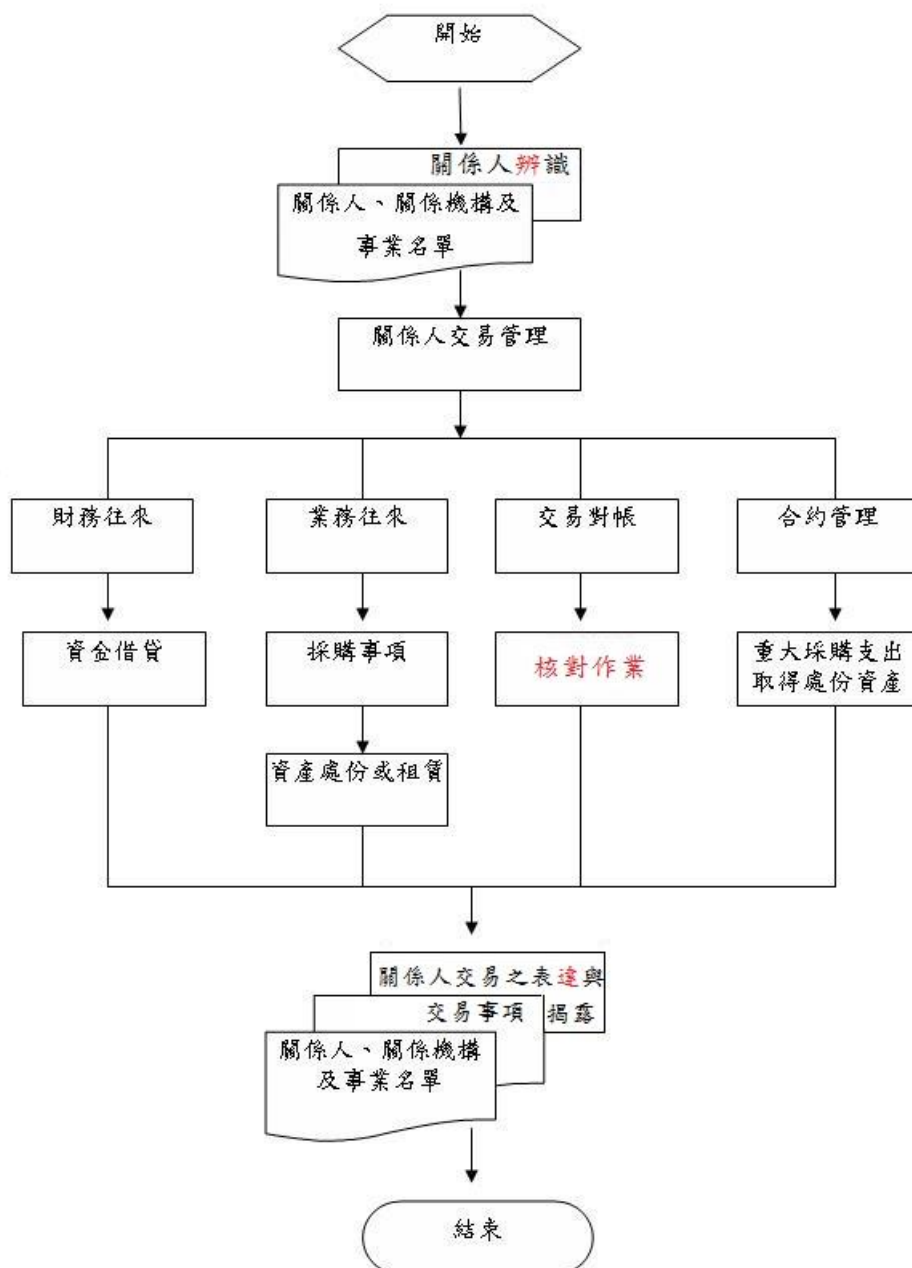 開始
關係人辨識
關係人、關係機構及
事業名單
關係人交易管理
財務往來
業務往來
交易對帳
合約管理
資金借貸
採購事項
核對作業
重大採購支出
取得處份資產
資產處份或租賃
關係人交易之表達與
交易事項 揭露
關係人、關係機構
及事業名單
結束